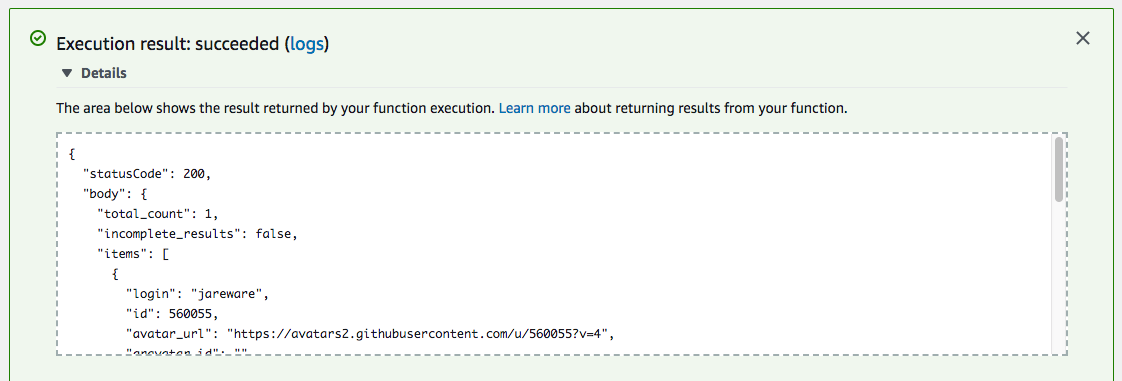 Execution result: succeeded (logs)
Details
The area below shows the result returned by your function execution. Learn more about returning results from your function.
{
  "statusCode": 200,
  "body": {
    "total_count": 1,
    "incomplete_results": false,
    "items": [
      {
        "login": "jareware",
        "id": 560055,
        "avatar_url": "https://avatars2.githubusercontent.com/u/560055?v=4",